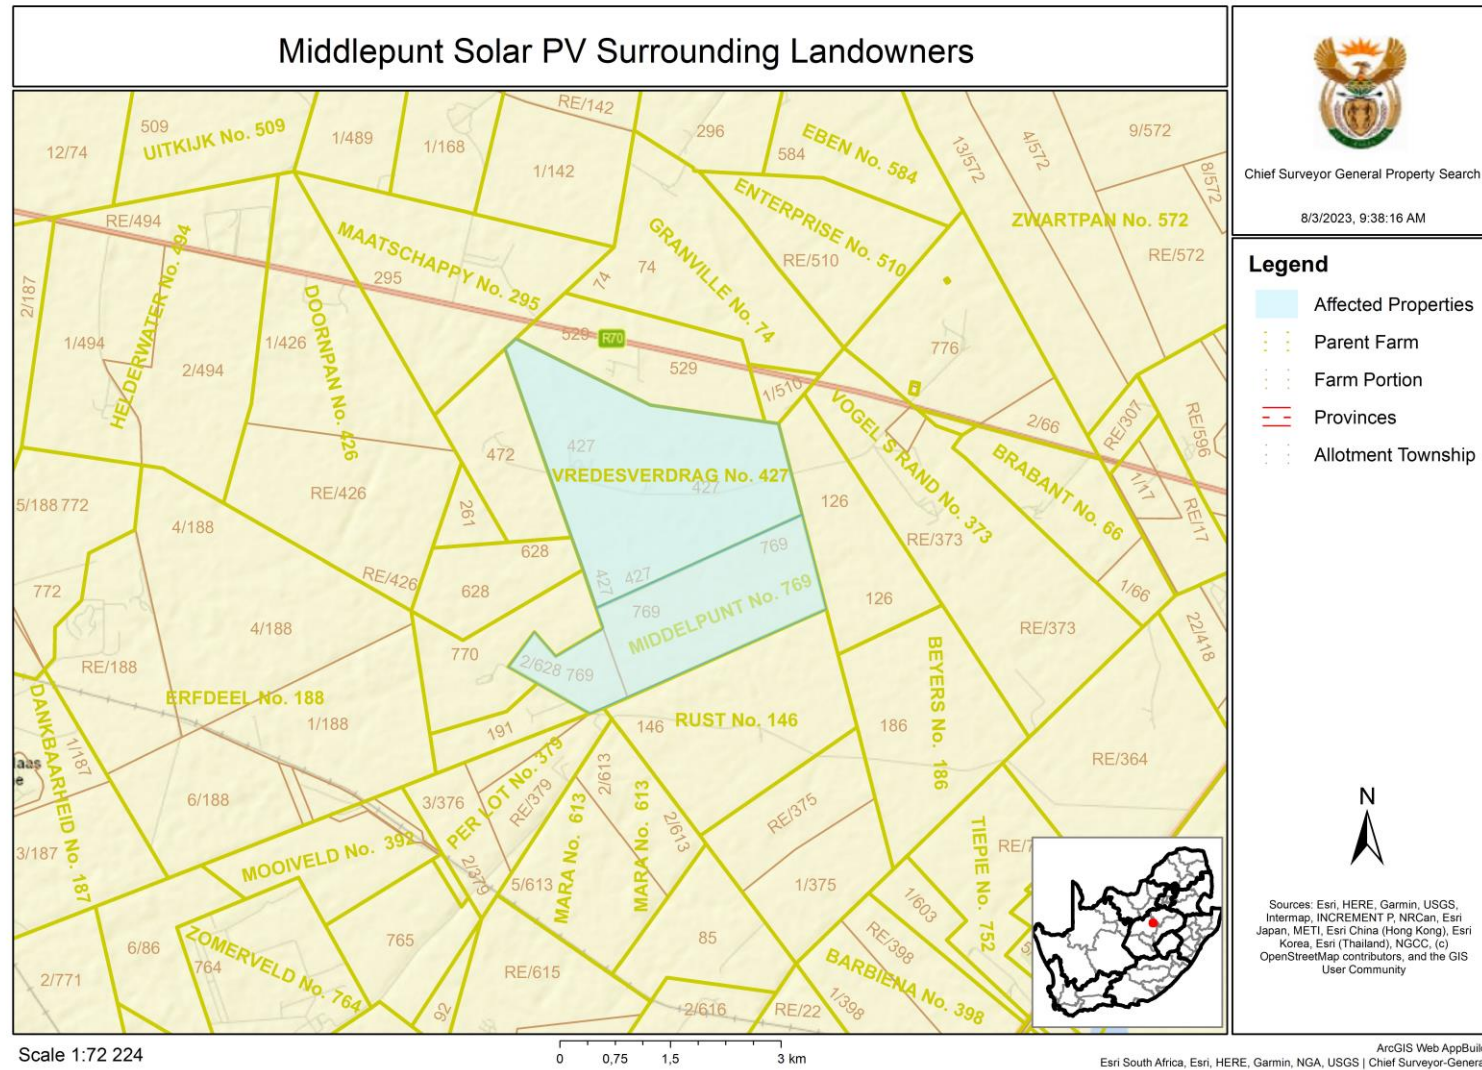 Middlepunt Solar PV Surrounding Landowners
Chief Surveyor General Property Search
8/3/2023, 9:38:16 AM
Legend
Affected Properties
Parent Farm
Farm Portion
Provinces
Allotment Township
N
Sources: Esri, HERE, Garmin, USGS,
Intermap, INCREMENT P, NRCan, Esri
Japan, METI, Esri China (Hong Kong), Esri
Korea, Esri (Thailand), NGCC, (c)
OpenStreetMap contributors, and the GIS
User Community
12/74
509
UITKIJK No. 509
1/489
1/168
RE/142
1/142
296
584
EBEN No. 584
13/572
4/572
9/572
8/572
ZWARTPAN No. 572
RE/572
RE/494
HELDERWATER No. 494
2/187
1/494
2/494
1/426
DOORNPAN No. 426
295
MAATSCHAPPY No. 295
74
74
GRANVILLE No. 74
ENTERPRISE No. 510
RE/510
529
R70
529
1/510
776
VOGEL'S RAND No. 373
2/66
RE/307
RE/596
BRABANT No. 66
1/17
RE/17
472
427
VREDESVERDRAG No. 427
427
126
RE/373
RE/426
261
5/188
772
4/188
628
RE/426
628
427
427
769
769
MIDDELPUNT No. 769
126
1/66
22/418
RE/373
772
4/188
RE/188
770
2/628
769
BEYERS No. 186
ERFDEEL No. 188
1/188
191
146
RUST No. 146
186
RE/364
DANKBAARHEID No. 187
1/187
6/188
3/187
3/376
PER LOT No. 379
RE/379
2/379
2/613
MARA No. 613
MARA No. 613
2/613
RE/375
1/375
TIEPIE No. 752
MOOIVELD No. 392
5/613
1/603
6/86
ZOMERVELD No. 764
764
765
2/771
92
RE/615
85
2/616
RE/22
RE/398
BARBIENA No. 398
1/398
Scale 1:72 224
0 0,75 1,5 3 km
Esri South Africa, Esri, HERE, Garmin, NGA, USGS | Chief